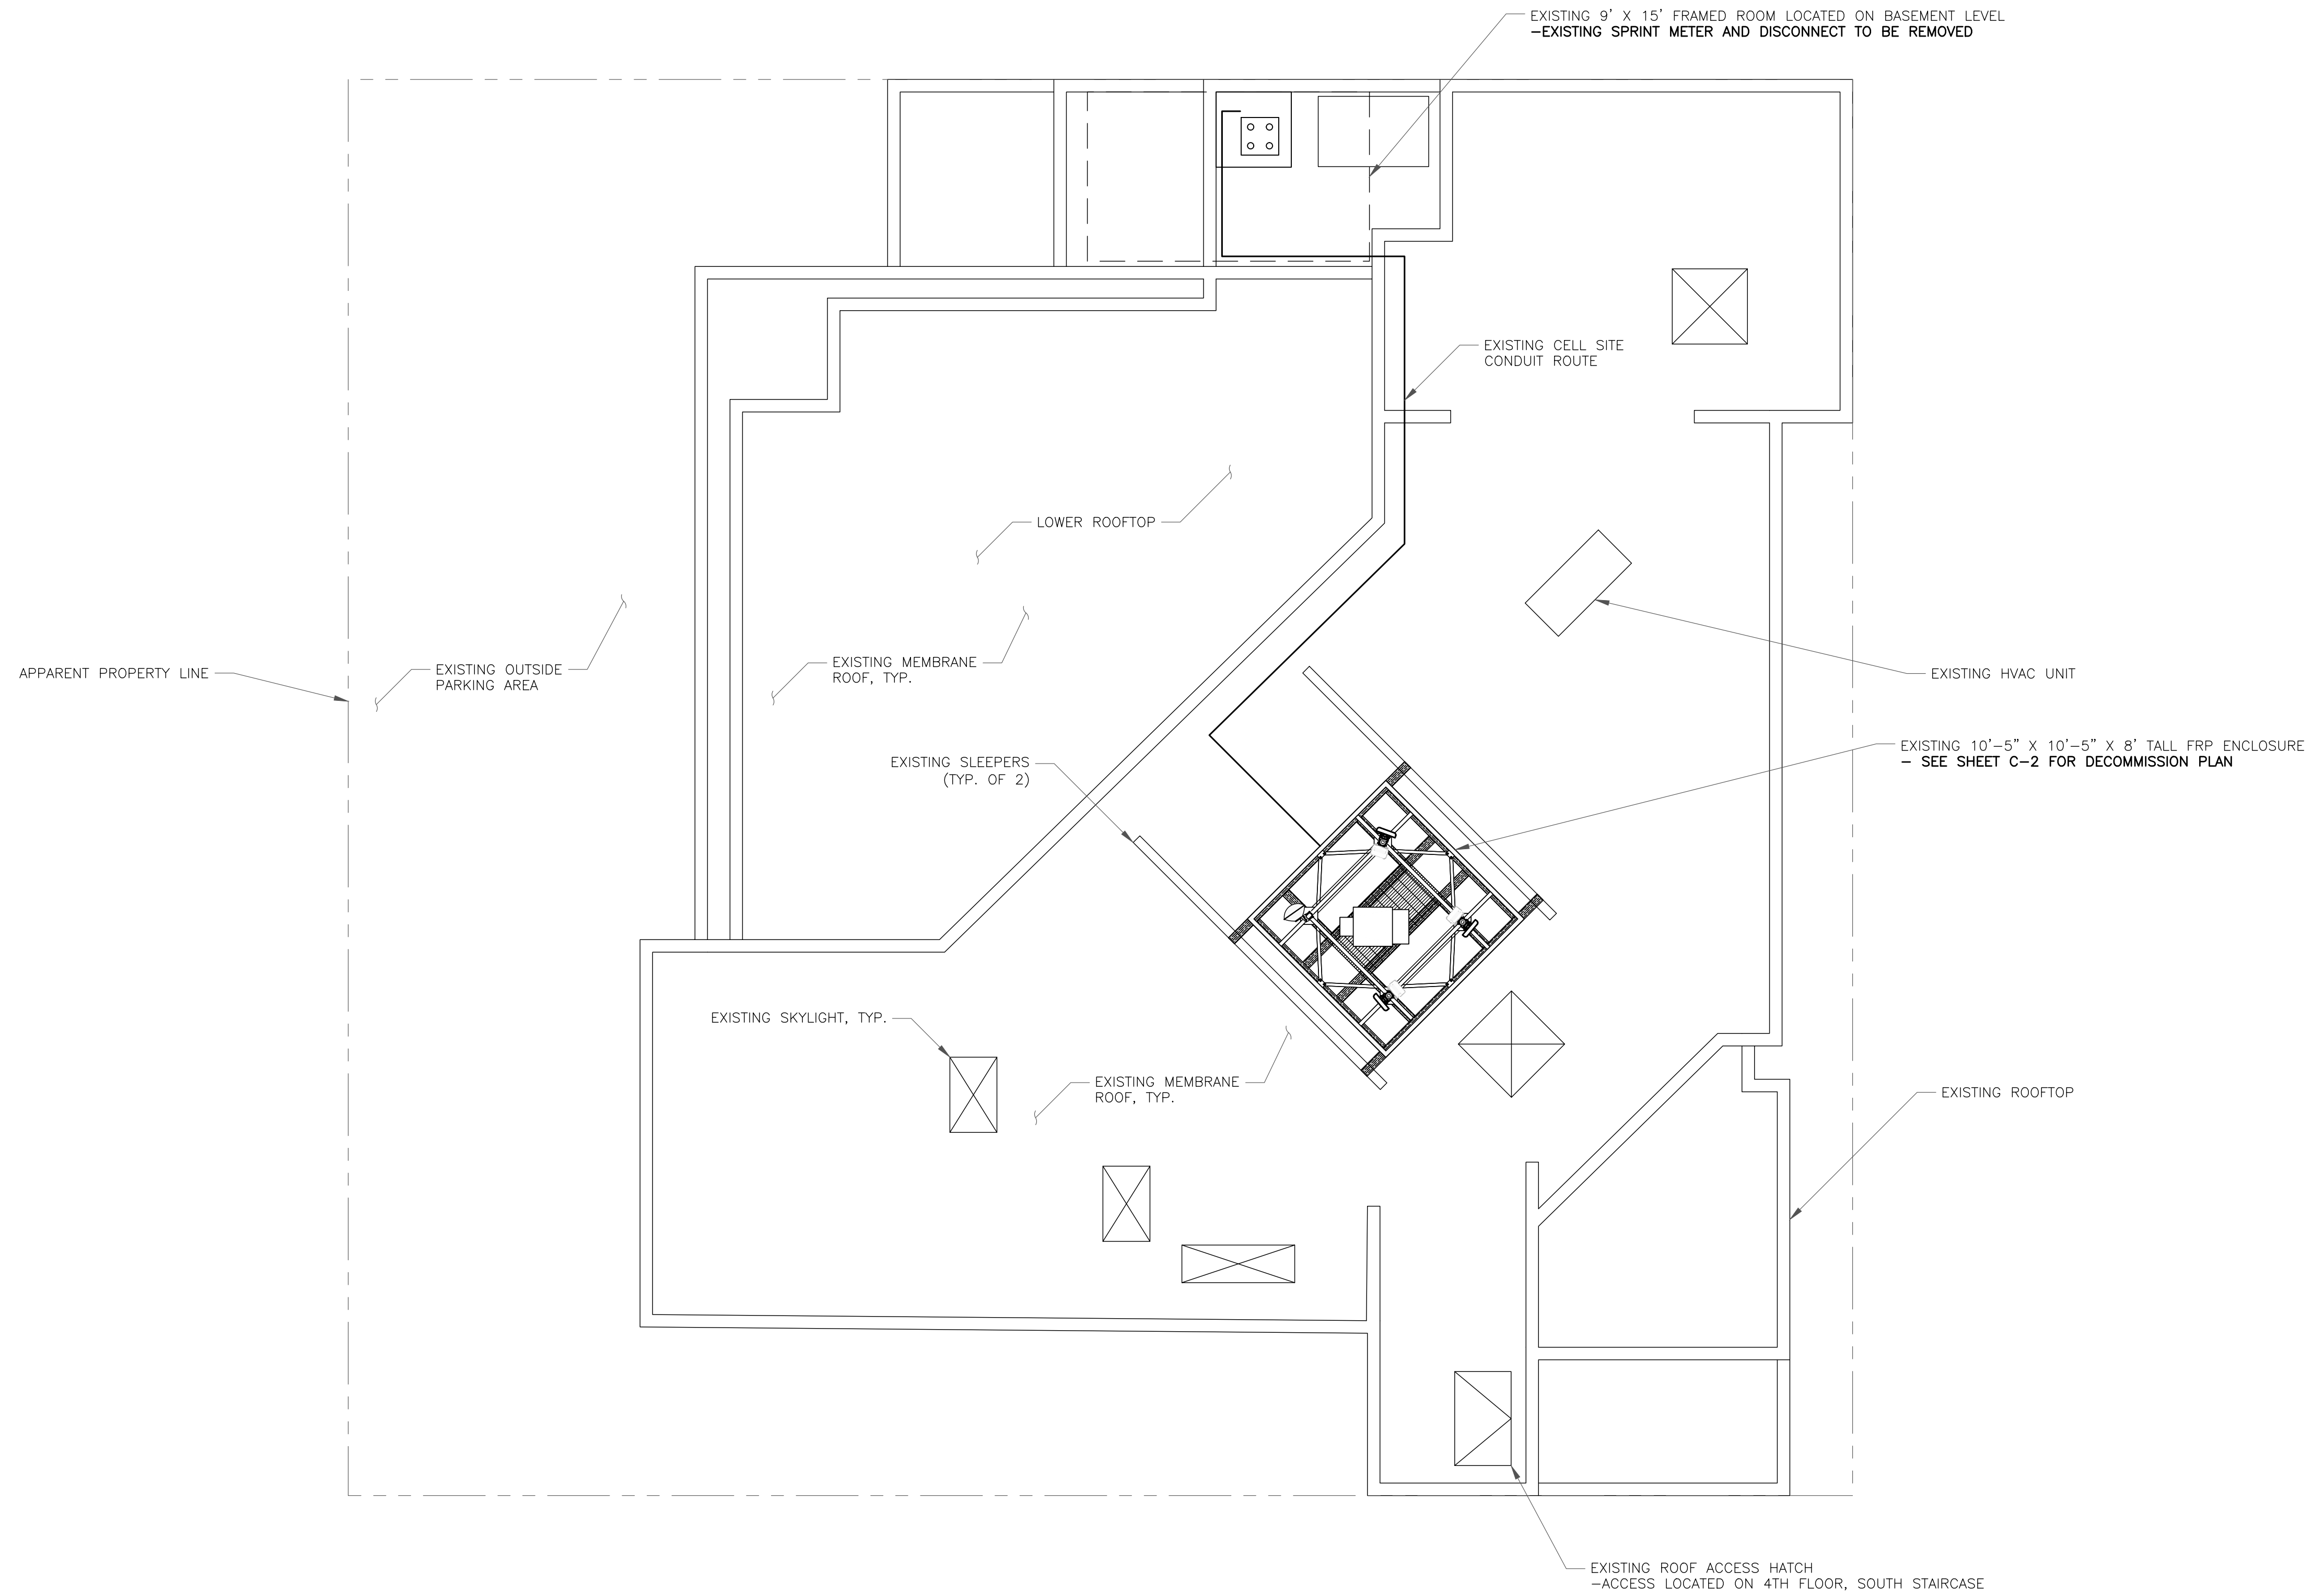 EXISTING 9' X 15' FRAMED ROOM LOCATED ON BASEMENT LEVEL
-EXISTING SPRINT METER AND DISCONNECT TO BE REMOVED
EXISTING CELL SITE
CONDUIT ROUTE
LOWER ROOFTOP
EXISTING MEMBRANE
ROOF, TYP.
EXISTING OUTSIDE
PARKING AREA
APPARENT PROPERTY LINE
EXISTING HVAC UNIT
EXISTING 10'-5" X 10'-5" X 8' TALL FRP ENCLOSURE
- SEE SHEET C-2 FOR DECOMMISSION PLAN
EXISTING SLEEPERS
(TYP. OF 2)
EXISTING SKYLIGHT, TYP.
EXISTING MEMBRANE
ROOF, TYP.
EXISTING ROOFTOP
EXISTING ROOF ACCESS HATCH
-ACCESS LOCATED ON 4TH FLOOR, SOUTH STAIRCASE